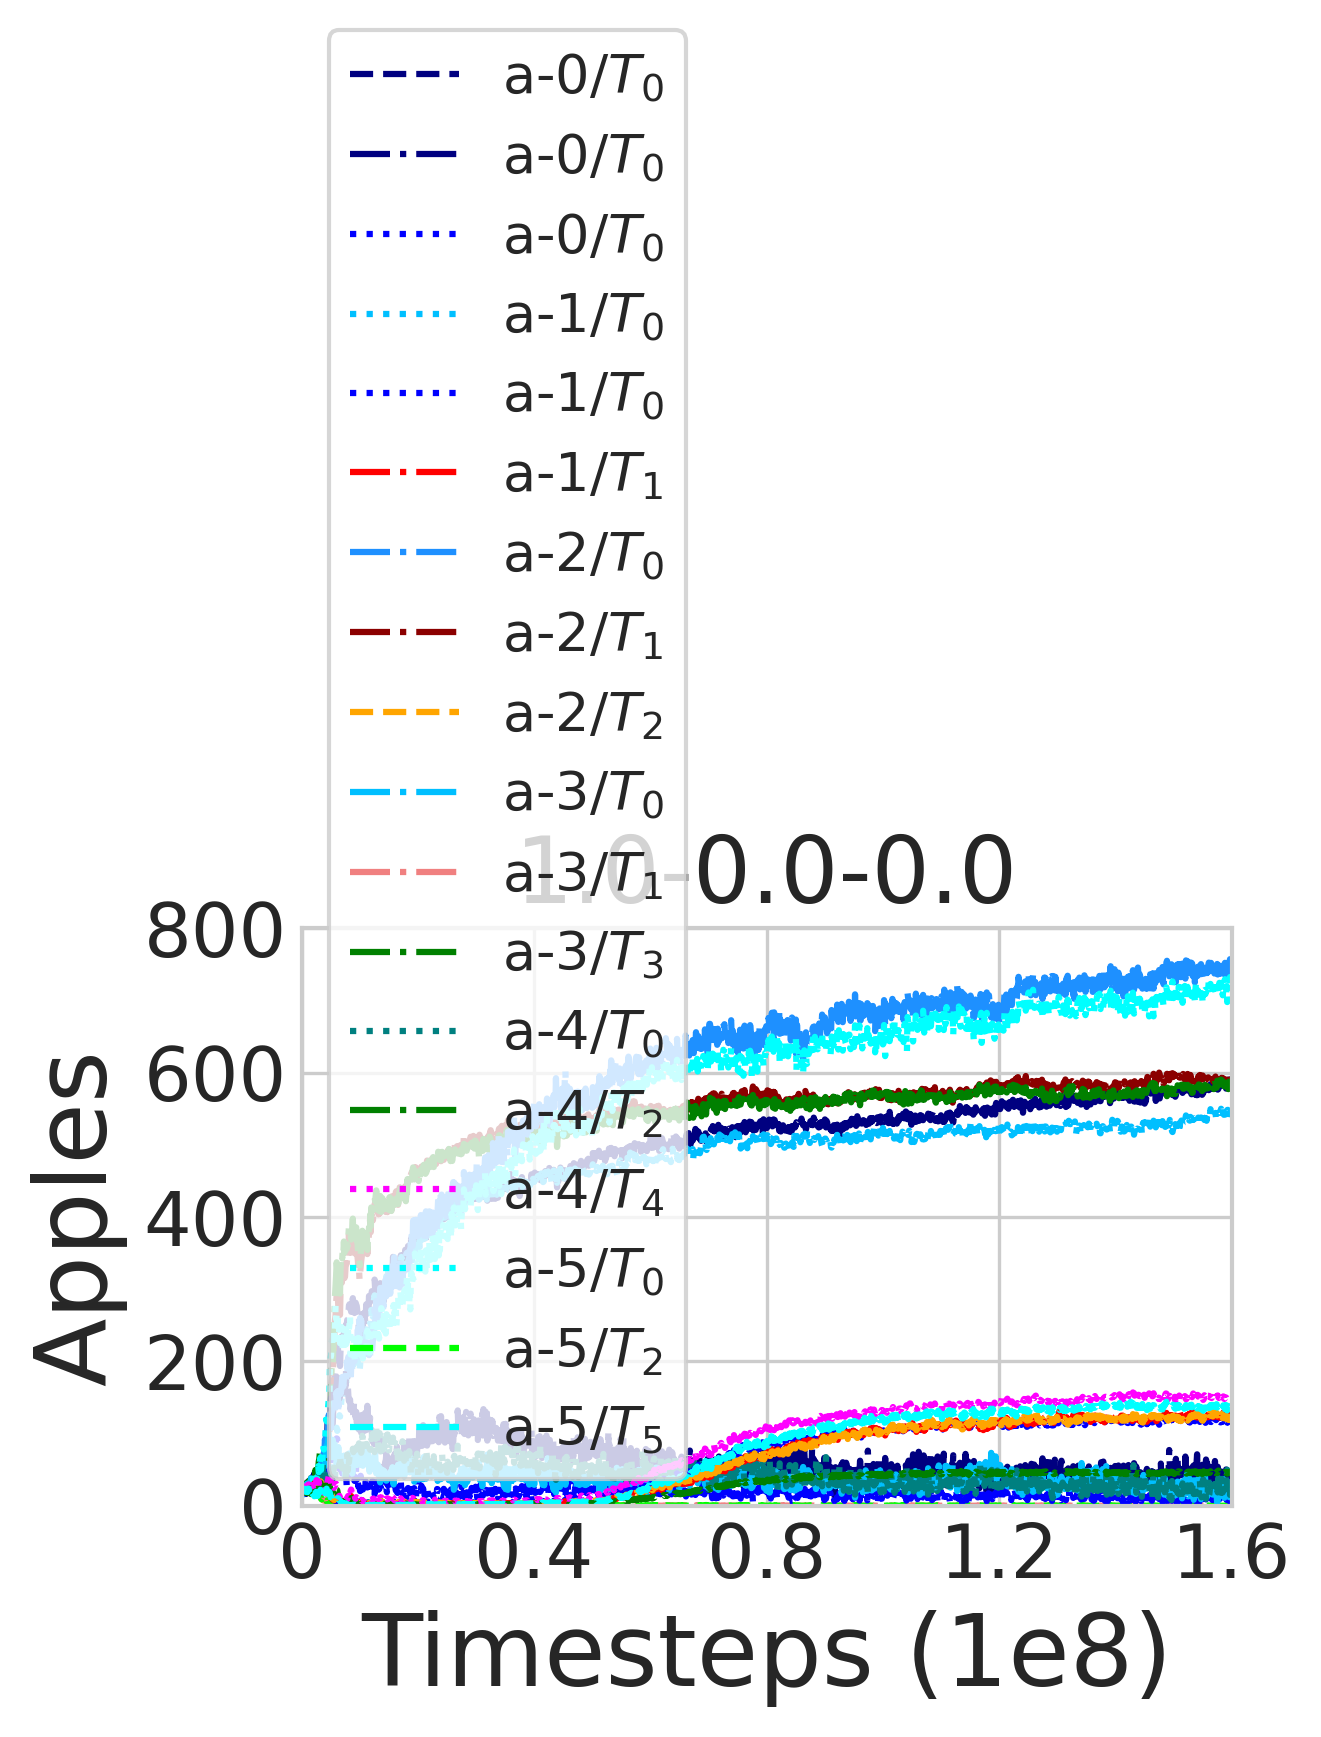 a-0/T₀
a-0/T₀
a-0/T₀
a-1/T₀
a-1/T₀
a-1/T₁
a-2/T₀
a-2/T₁
a-2/T₂
a-3/T₀
a-3/T₁
a-3/T₃
a-4/T₀
a-4/T₂
a-4/T₄
a-5/T₀
a-5/T₂
a-5/T₅
1.0-0.0-0.0
800
600
400
200
0
Apples
0 0.4 0.8 1.2 1.6
Timesteps (1e8)